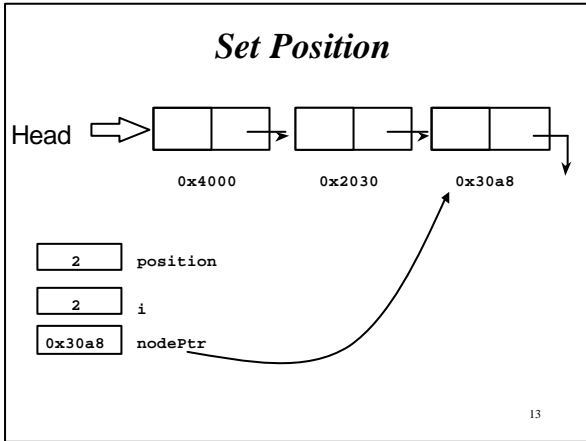 Set Position
Head
0x4000 0x2030 0x30a8
2 position
2 i
0x30a8 nodePtr
13